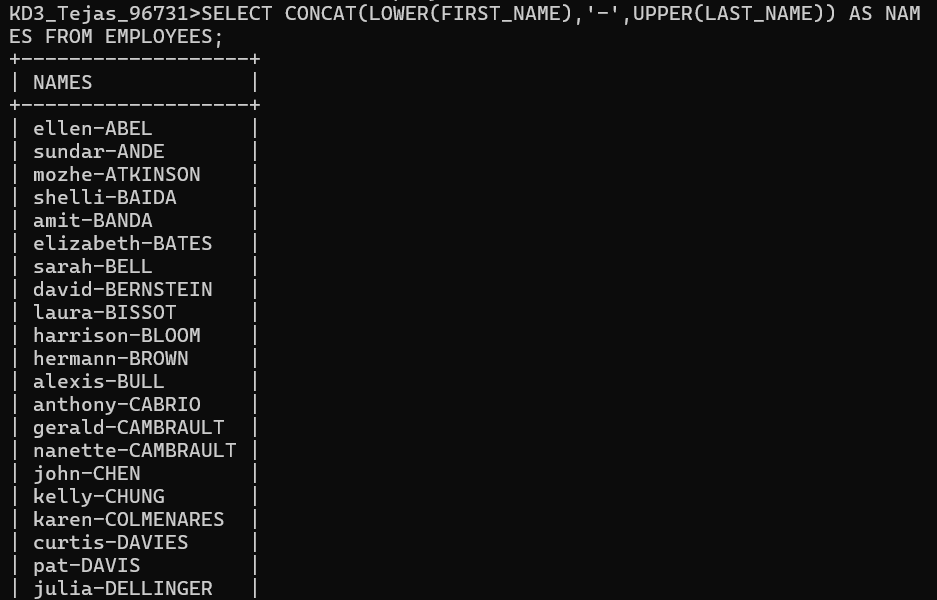 KD3_Tejas_96731>SELECT CONCAT(LOWER(FIRST_NAME),'-',UPPER(LAST_NAME)) AS NAM
ES FROM EMPLOYEES;
+------------------+
| NAMES            |
+------------------+
| ellen-ABEL       |
| sundar-ANDE      |
| mozhe-ATKINSON   |
| shelli-BAIDA     |
| amit-BANDA       |
| elizabeth-BATES  |
| sarah-BELL       |
| david-BERNSTEIN  |
| laura-BISSOT     |
| harrison-BLOOM   |
| hermann-BROWN    |
| alexis-BULL      |
| anthony-CABRIO   |
| gerald-CAMBRAULT |
| nanette-CAMBRAULT |
| john-CHEN        |
| kelly-CHUNG      |
| karen-COLMENARES |
| curtis-DAVIES    |
| pat-DAVIS        |
| julia-DELLINGER  |